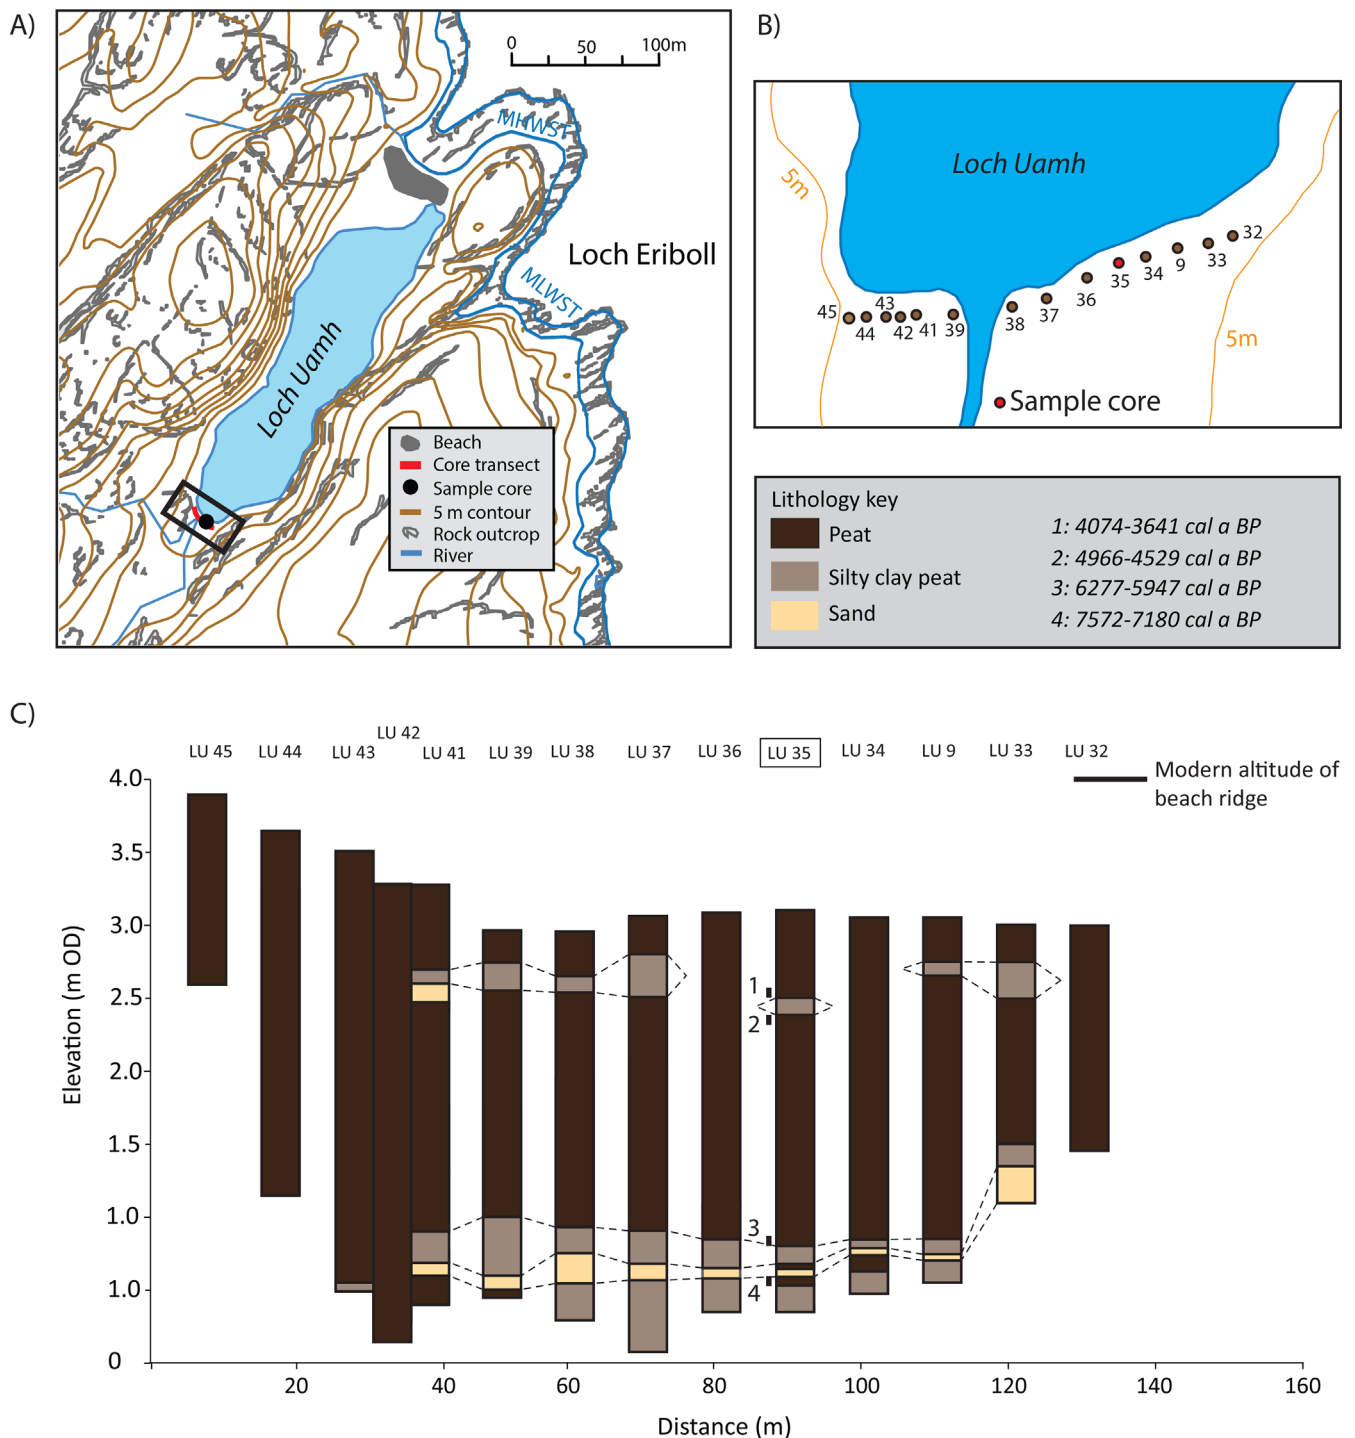 A)
0 50 100m
MHWST
Loch Eriboll
MLWST
Loch Uamh
Beach
Core transect
Sample core
5 m contour
Rock outcrop
River
B)
Loch Uamh
5m
5m
45
44
43
42
41
39
38
37
36
35
34
9
33
32
Sample core
Lithology key
Peat
Silty clay peat
Sand
1: 4074-3641 cal a BP
2: 4966-4529 cal a BP
3: 6277-5947 cal a BP
4: 7572-7180 cal a BP
C)
LU 45 LU 44 LU 43 LU 42 LU 41 LU 39 LU 38 LU 37 LU 36 LU 35 LU 34 LU 9 LU 33 LU 32
Modern altitude of
beach ridge
Elevation (m OD)
4.0
3.5
3.0
2.5
2.0
1.5
1.0
1.0
0
1
2
3
4
20 40 60 80 100 120 140 160
Distance (m)